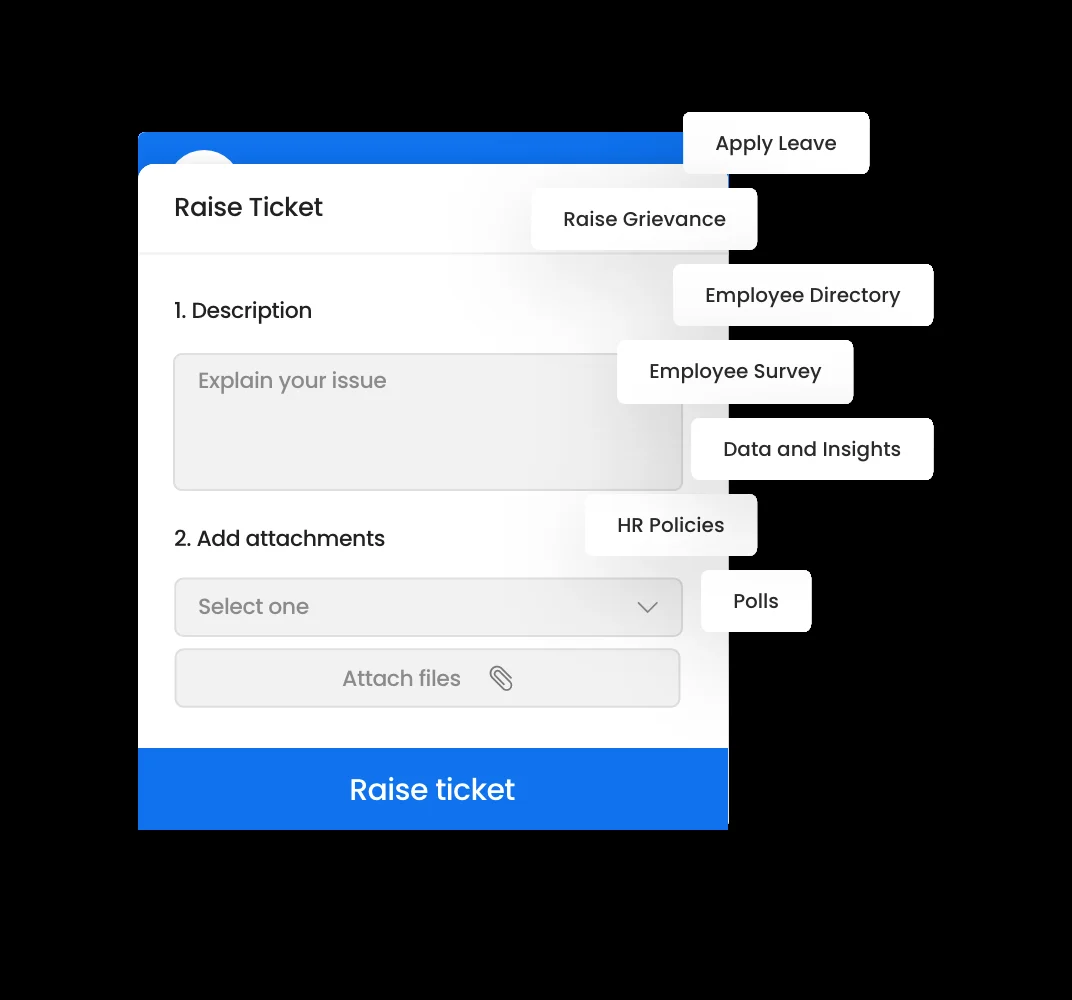 Apply Leave
Raise Ticket
Raise Grievance
Employee Directory
1. Description
Employee Survey
Explain your issue
Data and Insights
HR Policies
2. Add attachments
Polls
Select one
Attach files
Raise ticket